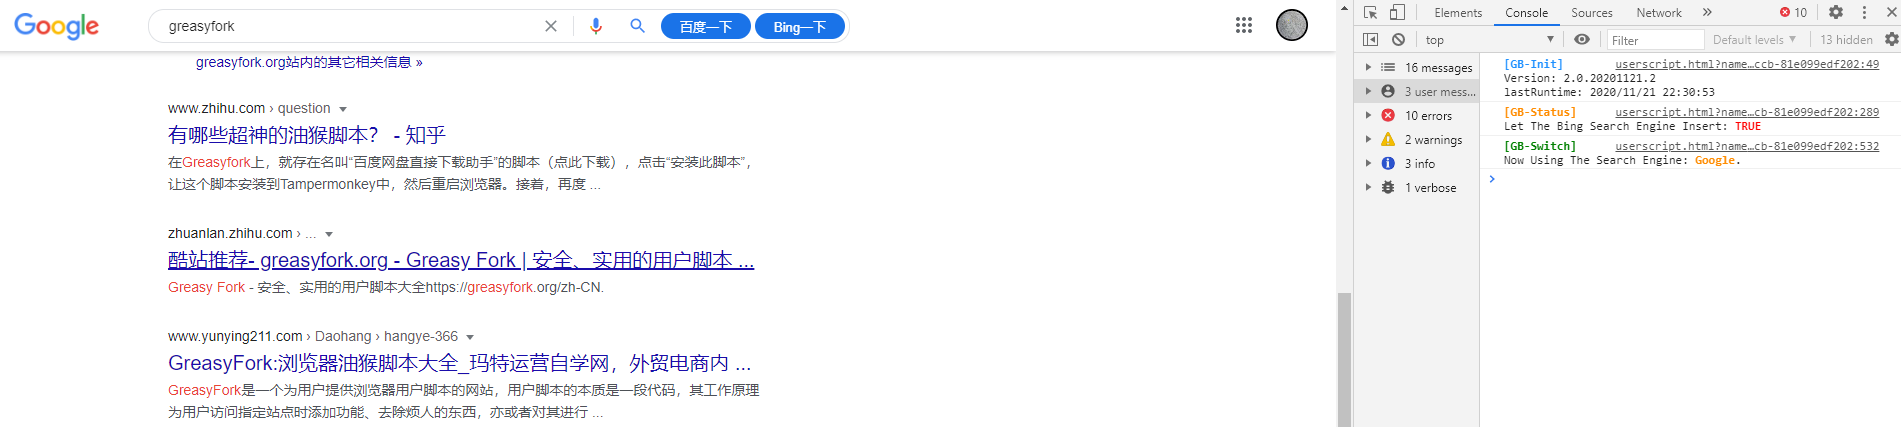 Google
greasyfork
百度一下
Bing一下
greasyfork.org站内的其它相关信息 »
www.zhihu.com › question
有哪些超神的油猴脚本？ - 知乎
在Greasyfork上，就存在名叫“百度网盘直接下载助手”的脚本（点此下载），点击“安装此脚本”，
让这个脚本安装到Tampermonkey中，然后重启浏览器。接着，再度 ...
zhuanlan.zhihu.com › ...
酷站推荐- greasyfork.org - Greasy Fork | 安全、实用的用户脚本 ...
Greasy Fork - 安全、实用的用户脚本大全https://greasyfork.org/zh-CN.
www.yunying211.com › Daohang › hangye-366
GreasyFork:浏览器油猴脚本大全_玛特运营自学网，外贸电商内 ...
GreasyFork是一个为用户提供浏览器用户脚本的网站，用户脚本的本质是一段代码，其工作原理
为用户访问指定站点时添加功能、去除烦人的东西，亦或者对其进行 ...
Elements Console Sources Network » 10
top Filter Default levels 13 hidden
16 messages
3 user mess...
10 errors
2 warnings
3 info
1 verbose
[GB-Init] userscript.html?name…ccb-81e099edf202:49
Version: 2.0.20201121.2
lastRuntime: 2020/11/21 22:30:53
[GB-Status] userscript.html?name…cb-81e099edf202:289
Let The Bing Search Engine Insert: TRUE
[GB-Switch] userscript.html?name…cb-81e099edf202:532
Now Using The Search Engine: Google.